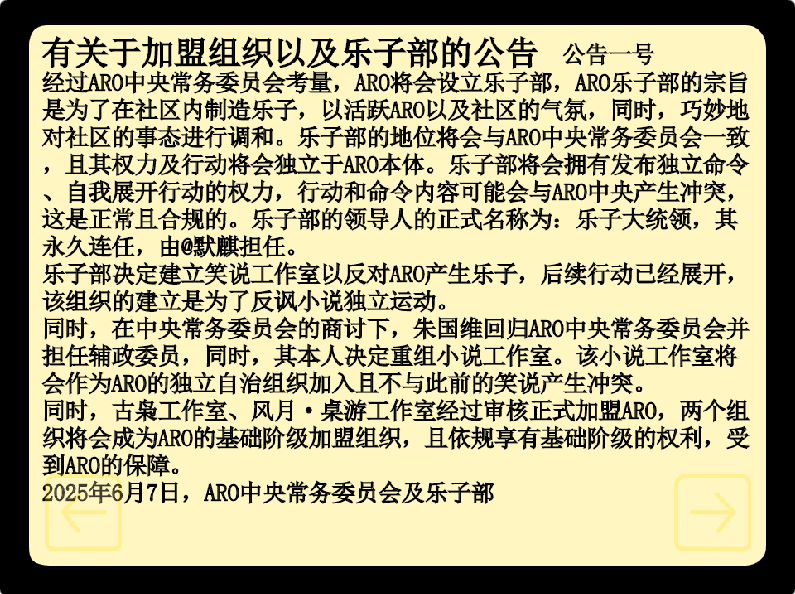 有关于加盟组织以及乐子部的公告 公告一号
经过ARO中央常务委员会考量，ARO将会设立乐子部，ARO乐子部的宗旨
是为了在社区内制造乐子，以活跃ARO以及社区的气氛，同时，巧妙地
对社区的事态进行调和。乐子部的地位将会与ARO中央常务委员会一致
，且其权力及行动将会独立于ARO本体。乐子部将会拥有发布独立命令
、自我展开行动的权力，行动和命令内容可能会与ARO中央产生冲突，
这是正常且合规的。乐子部的领导人的正式名称为：乐子大统领，其
永久连任，由@默麒担任。
乐子部决定建立笑说工作室以反对ARO产生乐子，后续行动已经展开，
该组织的建立是为了反讽小说独立运动。
同时，在中央常务委员会的商讨下，朱国维回归ARO中央常务委员会并
担任辅政委员，同时，其本人决定重组小说工作室。该小说工作室将
会作为ARO的独立自治组织加入且不与此前的笑说产生冲突。
同时，古枭工作室、风月·桌游工作室经过审核正式加盟ARO，两个组
织将会成为ARO的基础阶级加盟组织，且依规享有基础阶级的权利，受
到ARO的保障。
2025年6月7日，ARO中央常务委员会及乐子部